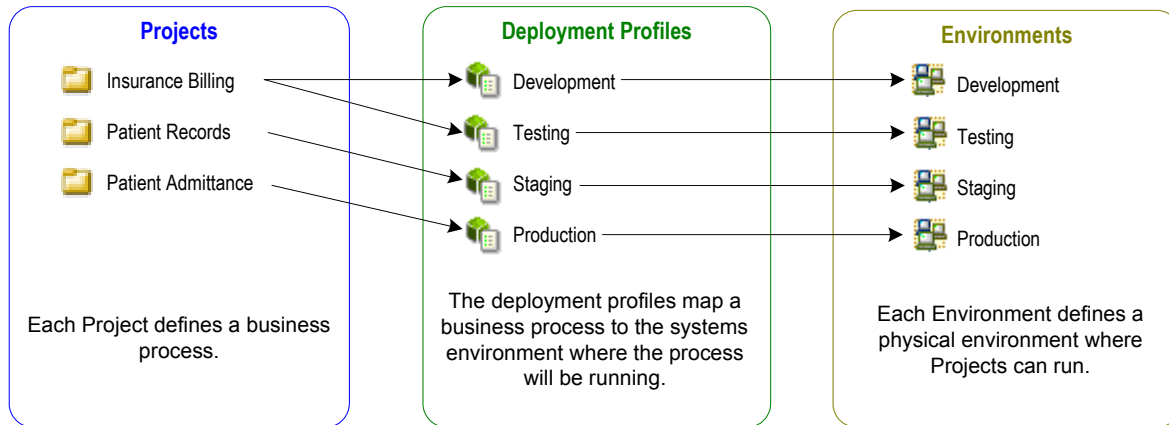 Projects
Insurance Billing
Patient Records
Patient Admittance
Each Project defines a business
process.
Deployment Profiles
Development
Testing
Staging
Production
The deployment profiles map a
business process to the systems
environment where the process
will be running.
Environments
Development
Testing
Staging
Production
Each Environment defines a
physical environment where
Projects can run.